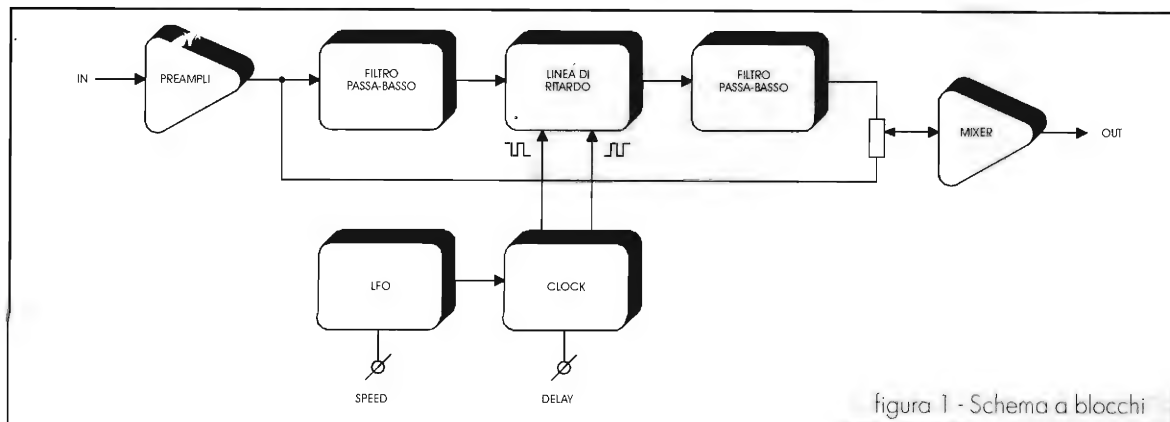 IN
PREAMPLI
FILTRO
PASSA-BASSO
LINEA DI
RITARDO
FILTRO
PASSA-BASSO
MIXER
OUT
LFO
CLOCK
SPEED
DELAY
figura 1 - Schema a blocchi